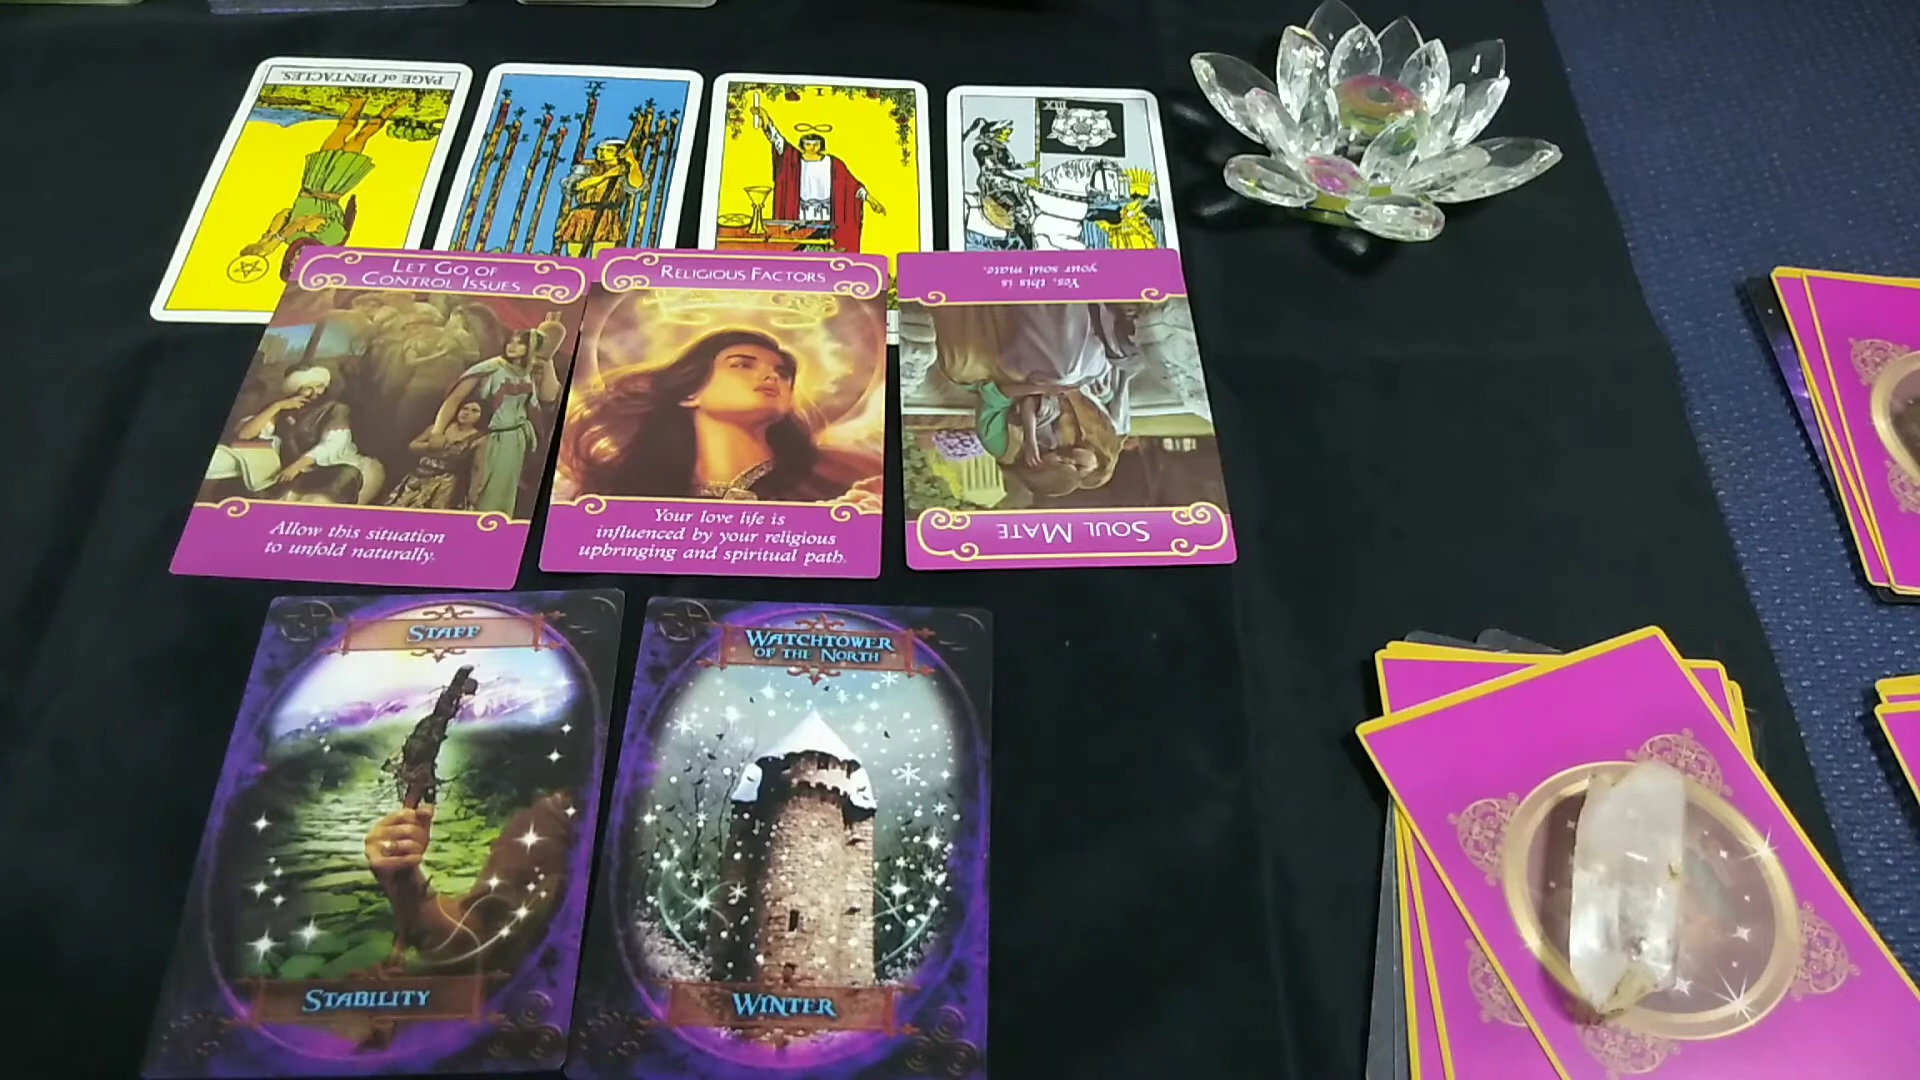 PAGE of PENTACLES.
XI
I
XIII
LET GO OF
CONTROL ISSUES
RELIGIOUS FACTORS
Yes, this is
your soul mate.
Allow this situation
to unfold naturally.
Your love life is
influenced by your religious
upbringing and spiritual path.
SOUL MATE
STAFF
WATCHTOWER
OF THE NORTH
STABILITY
WINTER